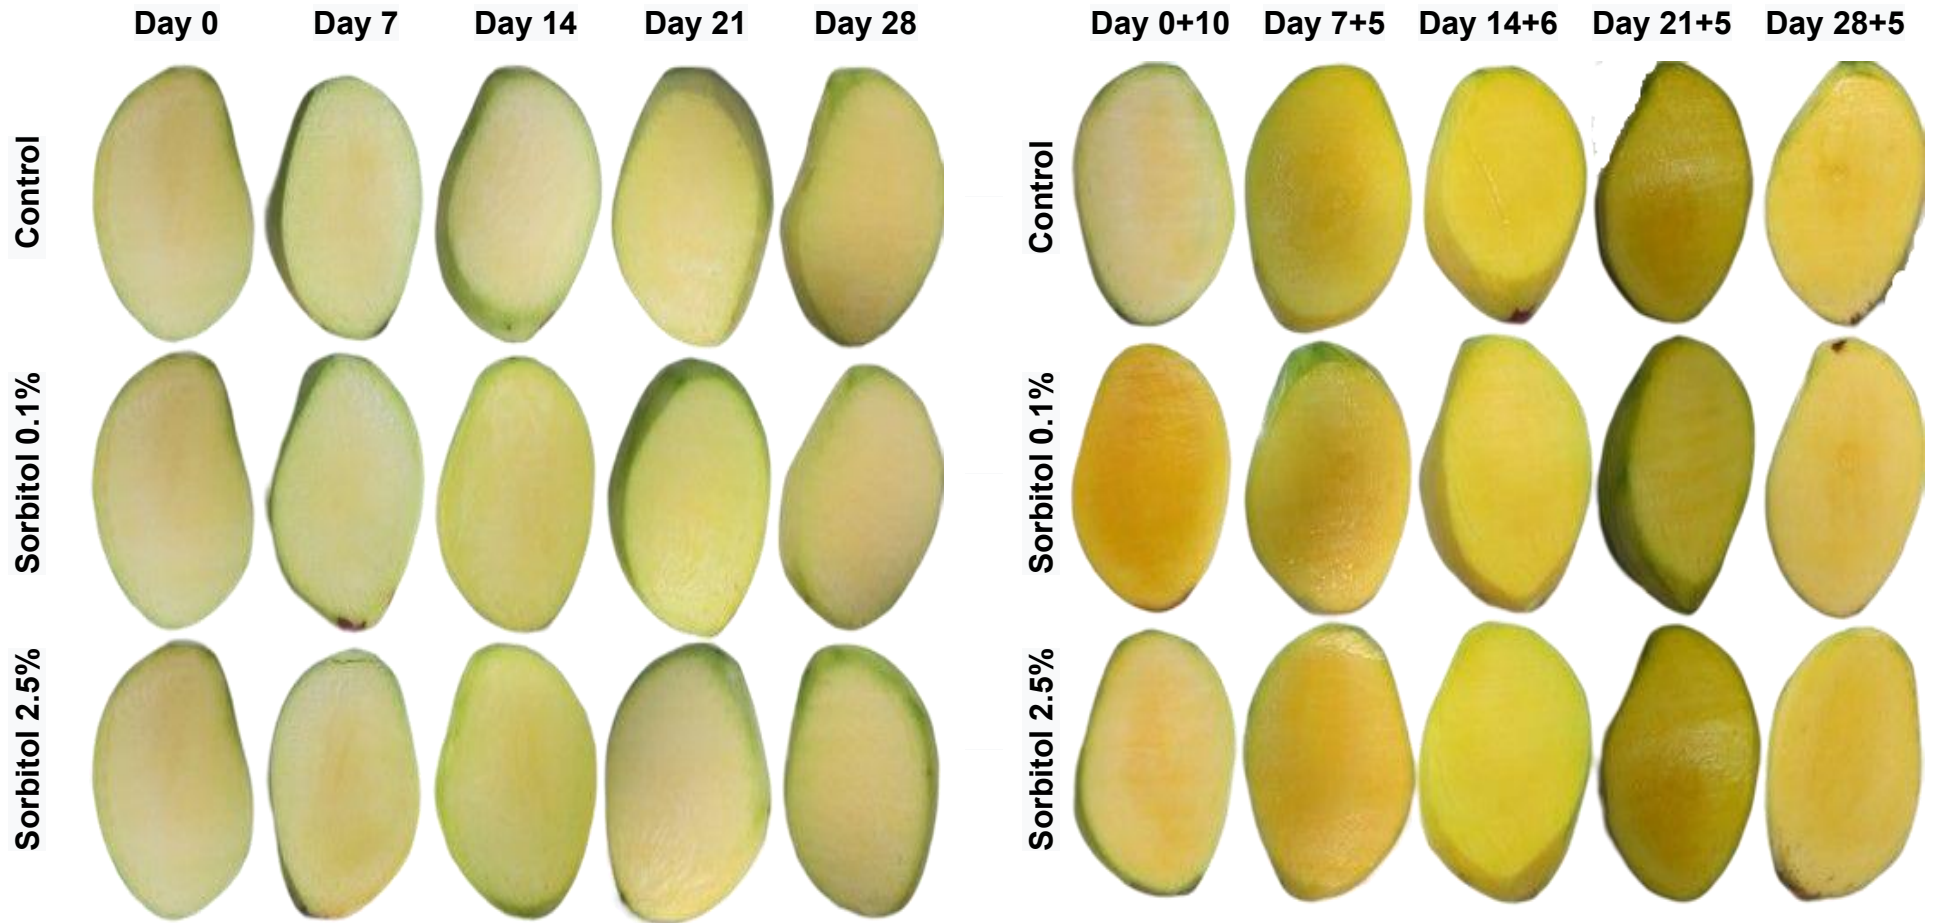 Day 0 Day 7 Day 14 Day 21 Day 28
Control
Sorbitol 0.1%
Sorbitol 2.5%
Day 0+10 Day 7+5 Day 14+6 Day 21+5 Day 28+5
Control
Sorbitol 0.1%
Sorbitol 2.5%